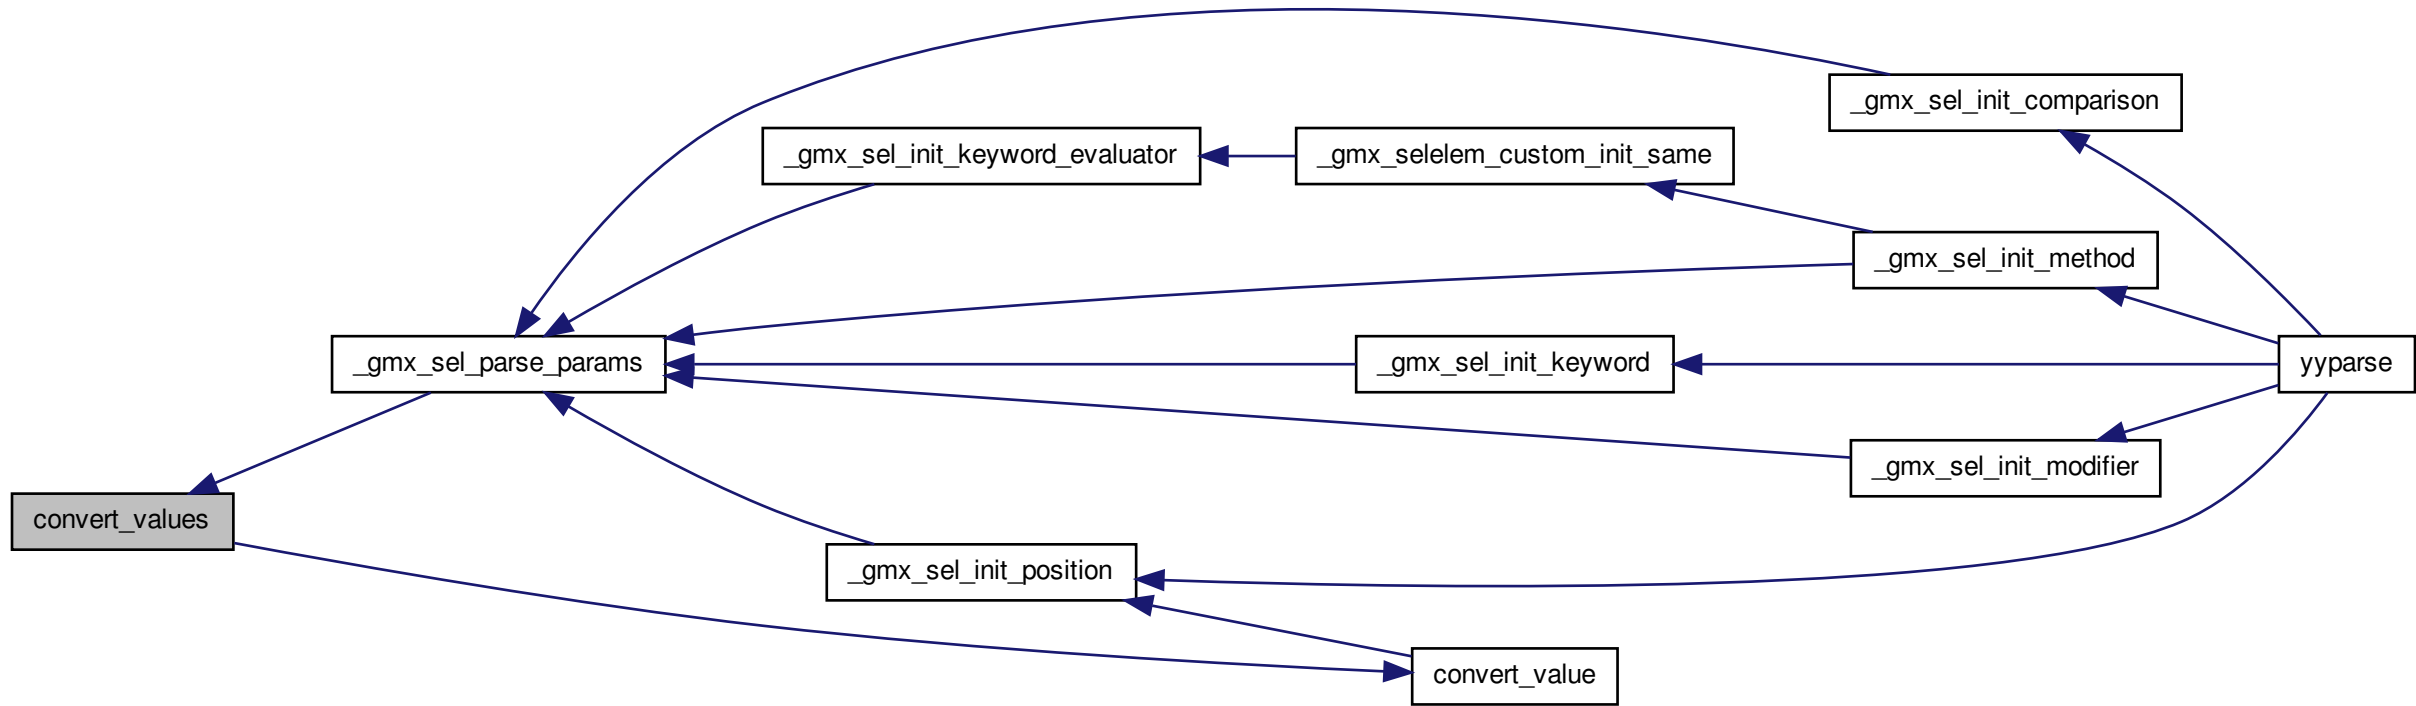 _gmx_sel_init_comparison
_gmx_sel_init_keyword_evaluator
_gmx_selelem_custom_init_same
_gmx_sel_init_method
_gmx_sel_parse_params
_gmx_sel_init_keyword
yyparse
_gmx_sel_init_modifier
convert_values
_gmx_sel_init_position
convert_value